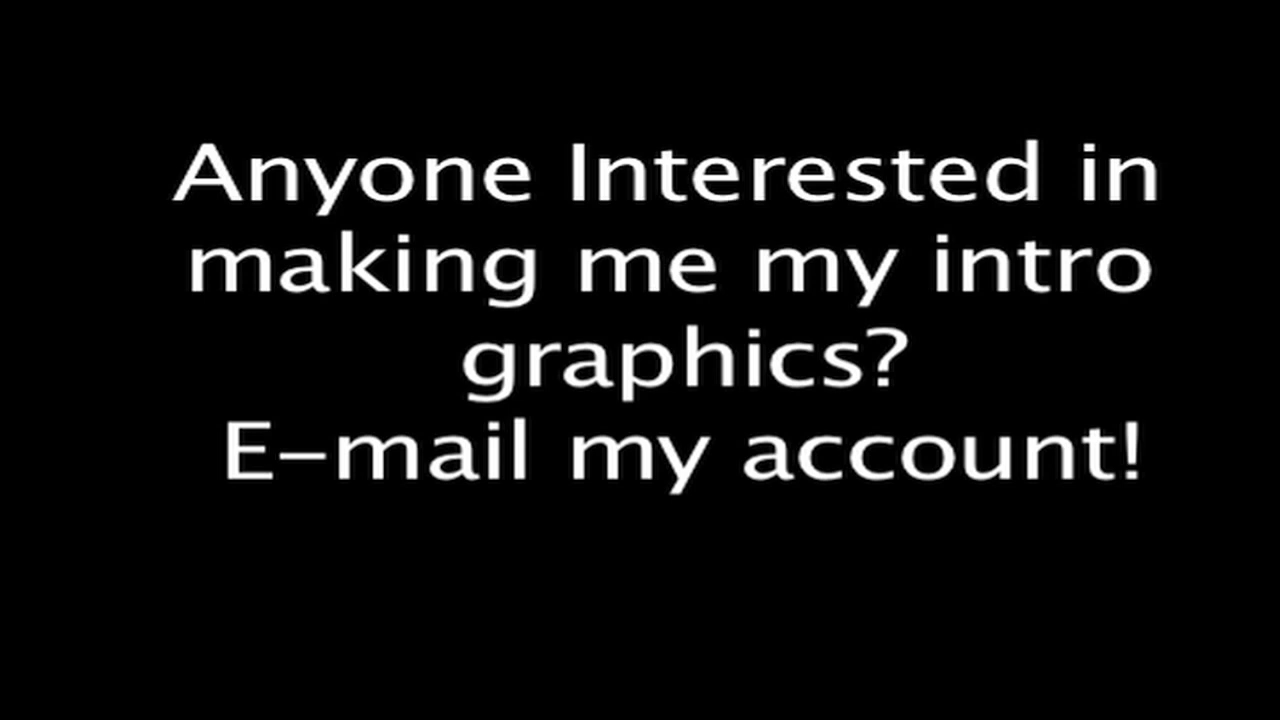 Anyone Interested in
making me my intro
graphics?
E-mail my account!